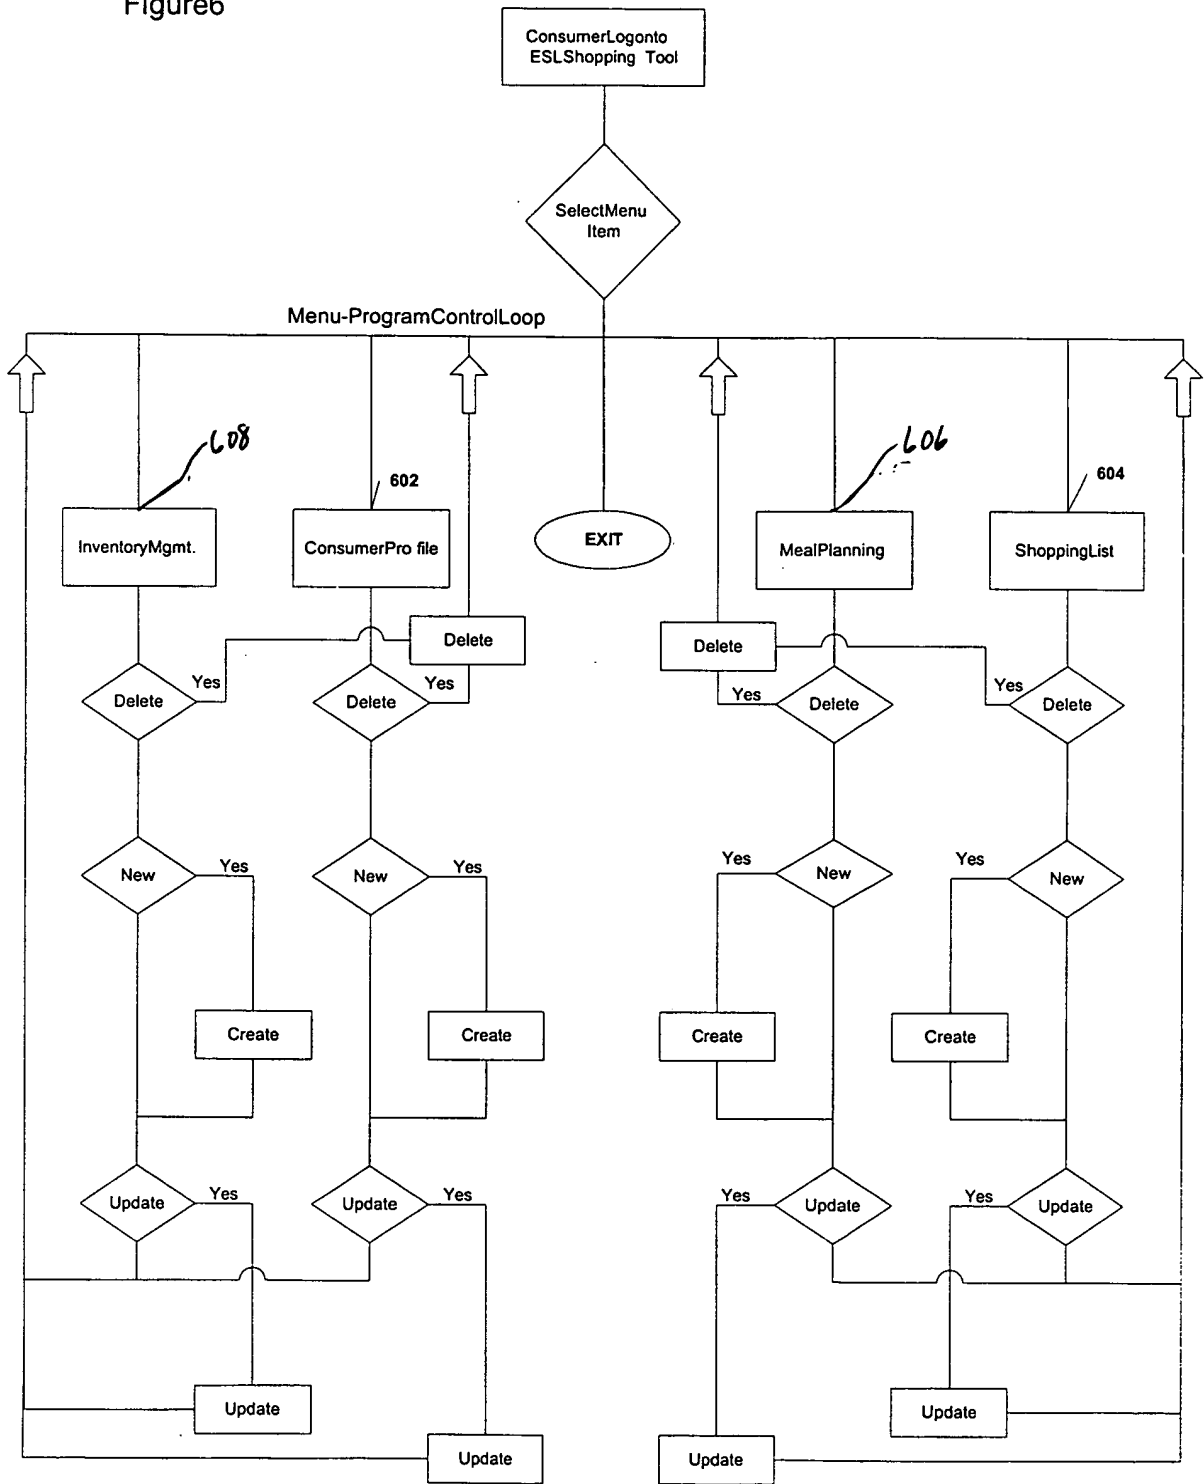 Figure6
ConsumerLogonto
ESLShopping Tool
SelectMenu
Item
Menu-ProgramControlLoop
608
602
606
604
InventoryMgmt.
ConsumerPro file
EXIT
MealPlanning
ShoppingList
Delete
Delete
Yes
Yes
Yes
Yes
Delete
Delete
Delete
Delete
Yes
Yes
Yes
Yes
New
New
New
New
Create
Create
Create
Create
Yes
Yes
Yes
Yes
Update
Update
Update
Update
Update
Update
Update
Update